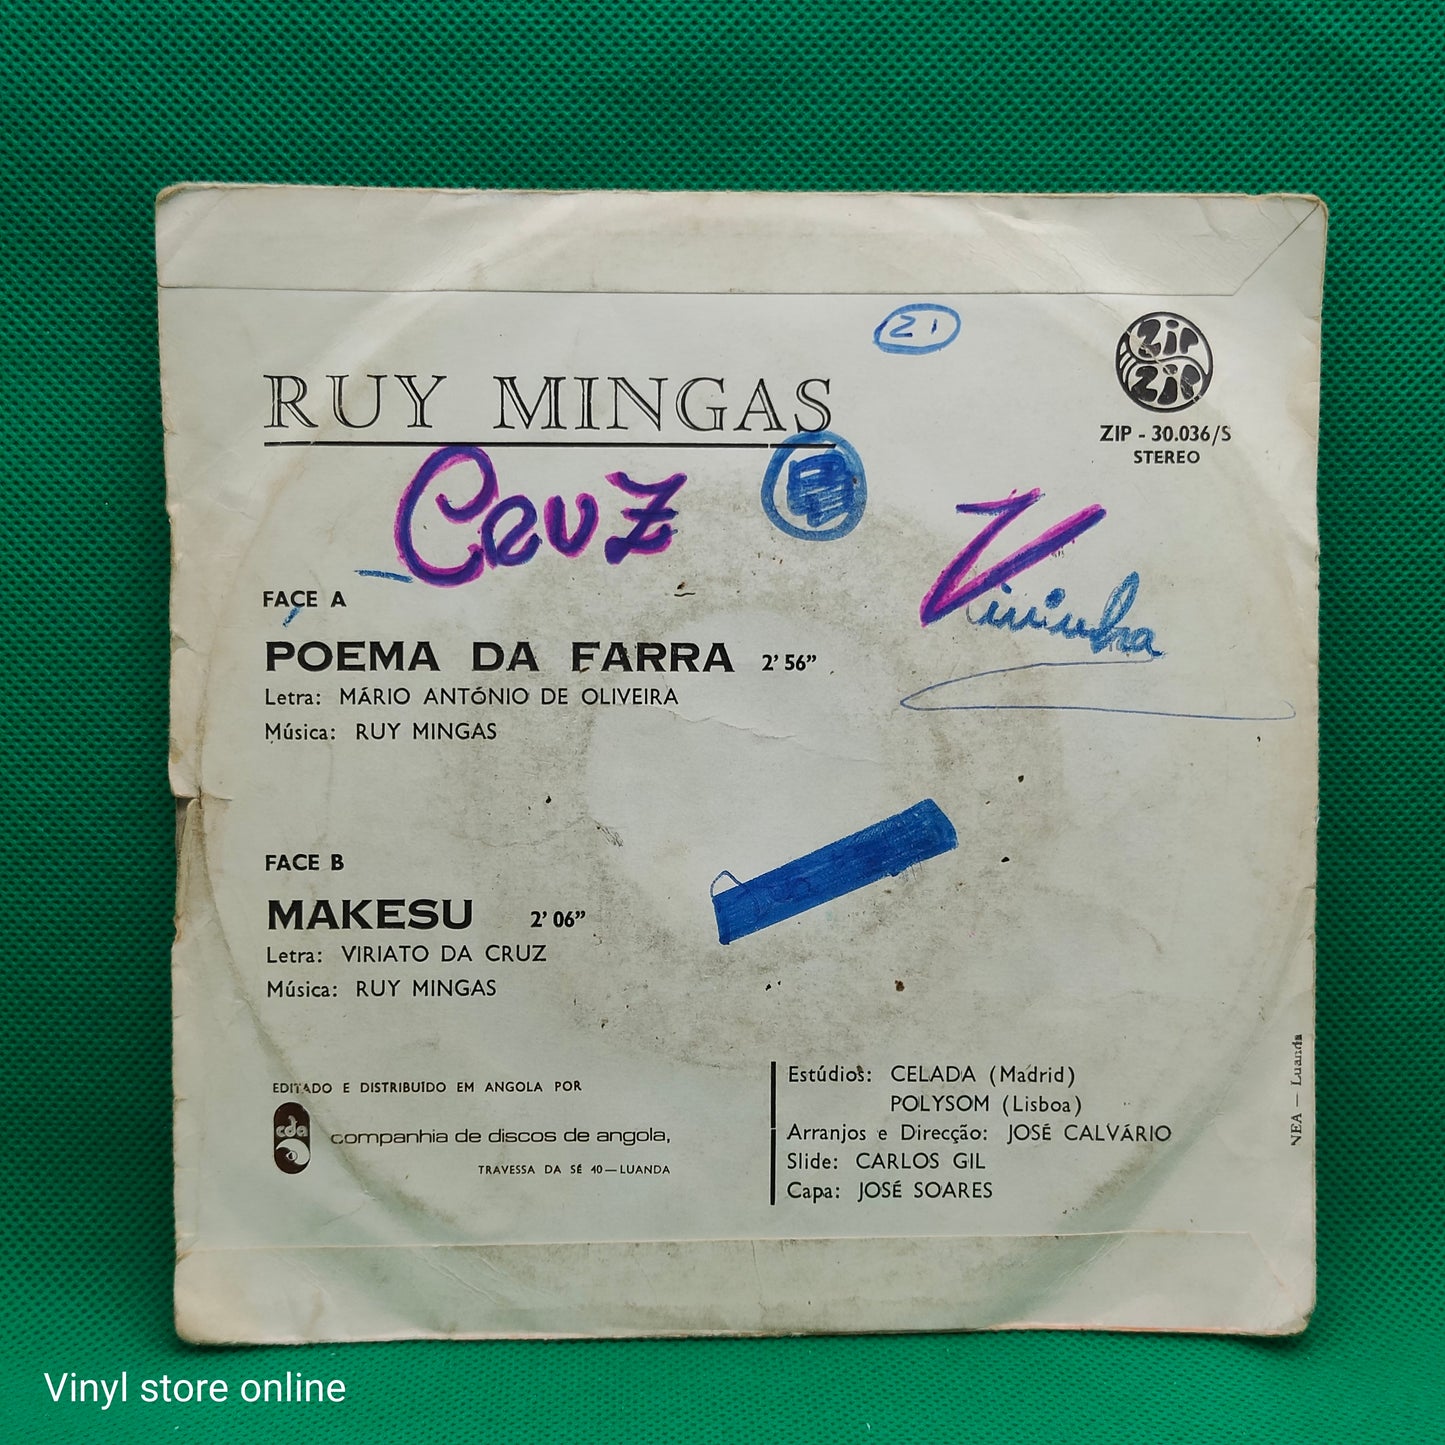 21
ZIP
ZIP
RUY MINGAS
ZIP - 30.036/S
STEREO
Cruz
Vininha
FACE A
POEMA DA FARRA 2' 56"
Letra: MÁRIO ANTÓNIO DE OLIVEIRA
Música: RUY MINGAS
FACE B
MAKESU 2' 06"
Letra: VIRIATO DA CRUZ
Música: RUY MINGAS
EDITADO E DISTRIBUÍDO EM ANGOLA POR
cda
companhia de discos de angola,
TRAVESSA DA SÉ 40 — LUANDA
Estúdios: CELADA (Madrid)
POLYSOM (Lisboa)
Arranjos e Direcção: JOSÉ CALVÁRIO
Slide: CARLOS GIL
Capa: JOSÉ SOARES
NEA — Luanda
Vinyl store online